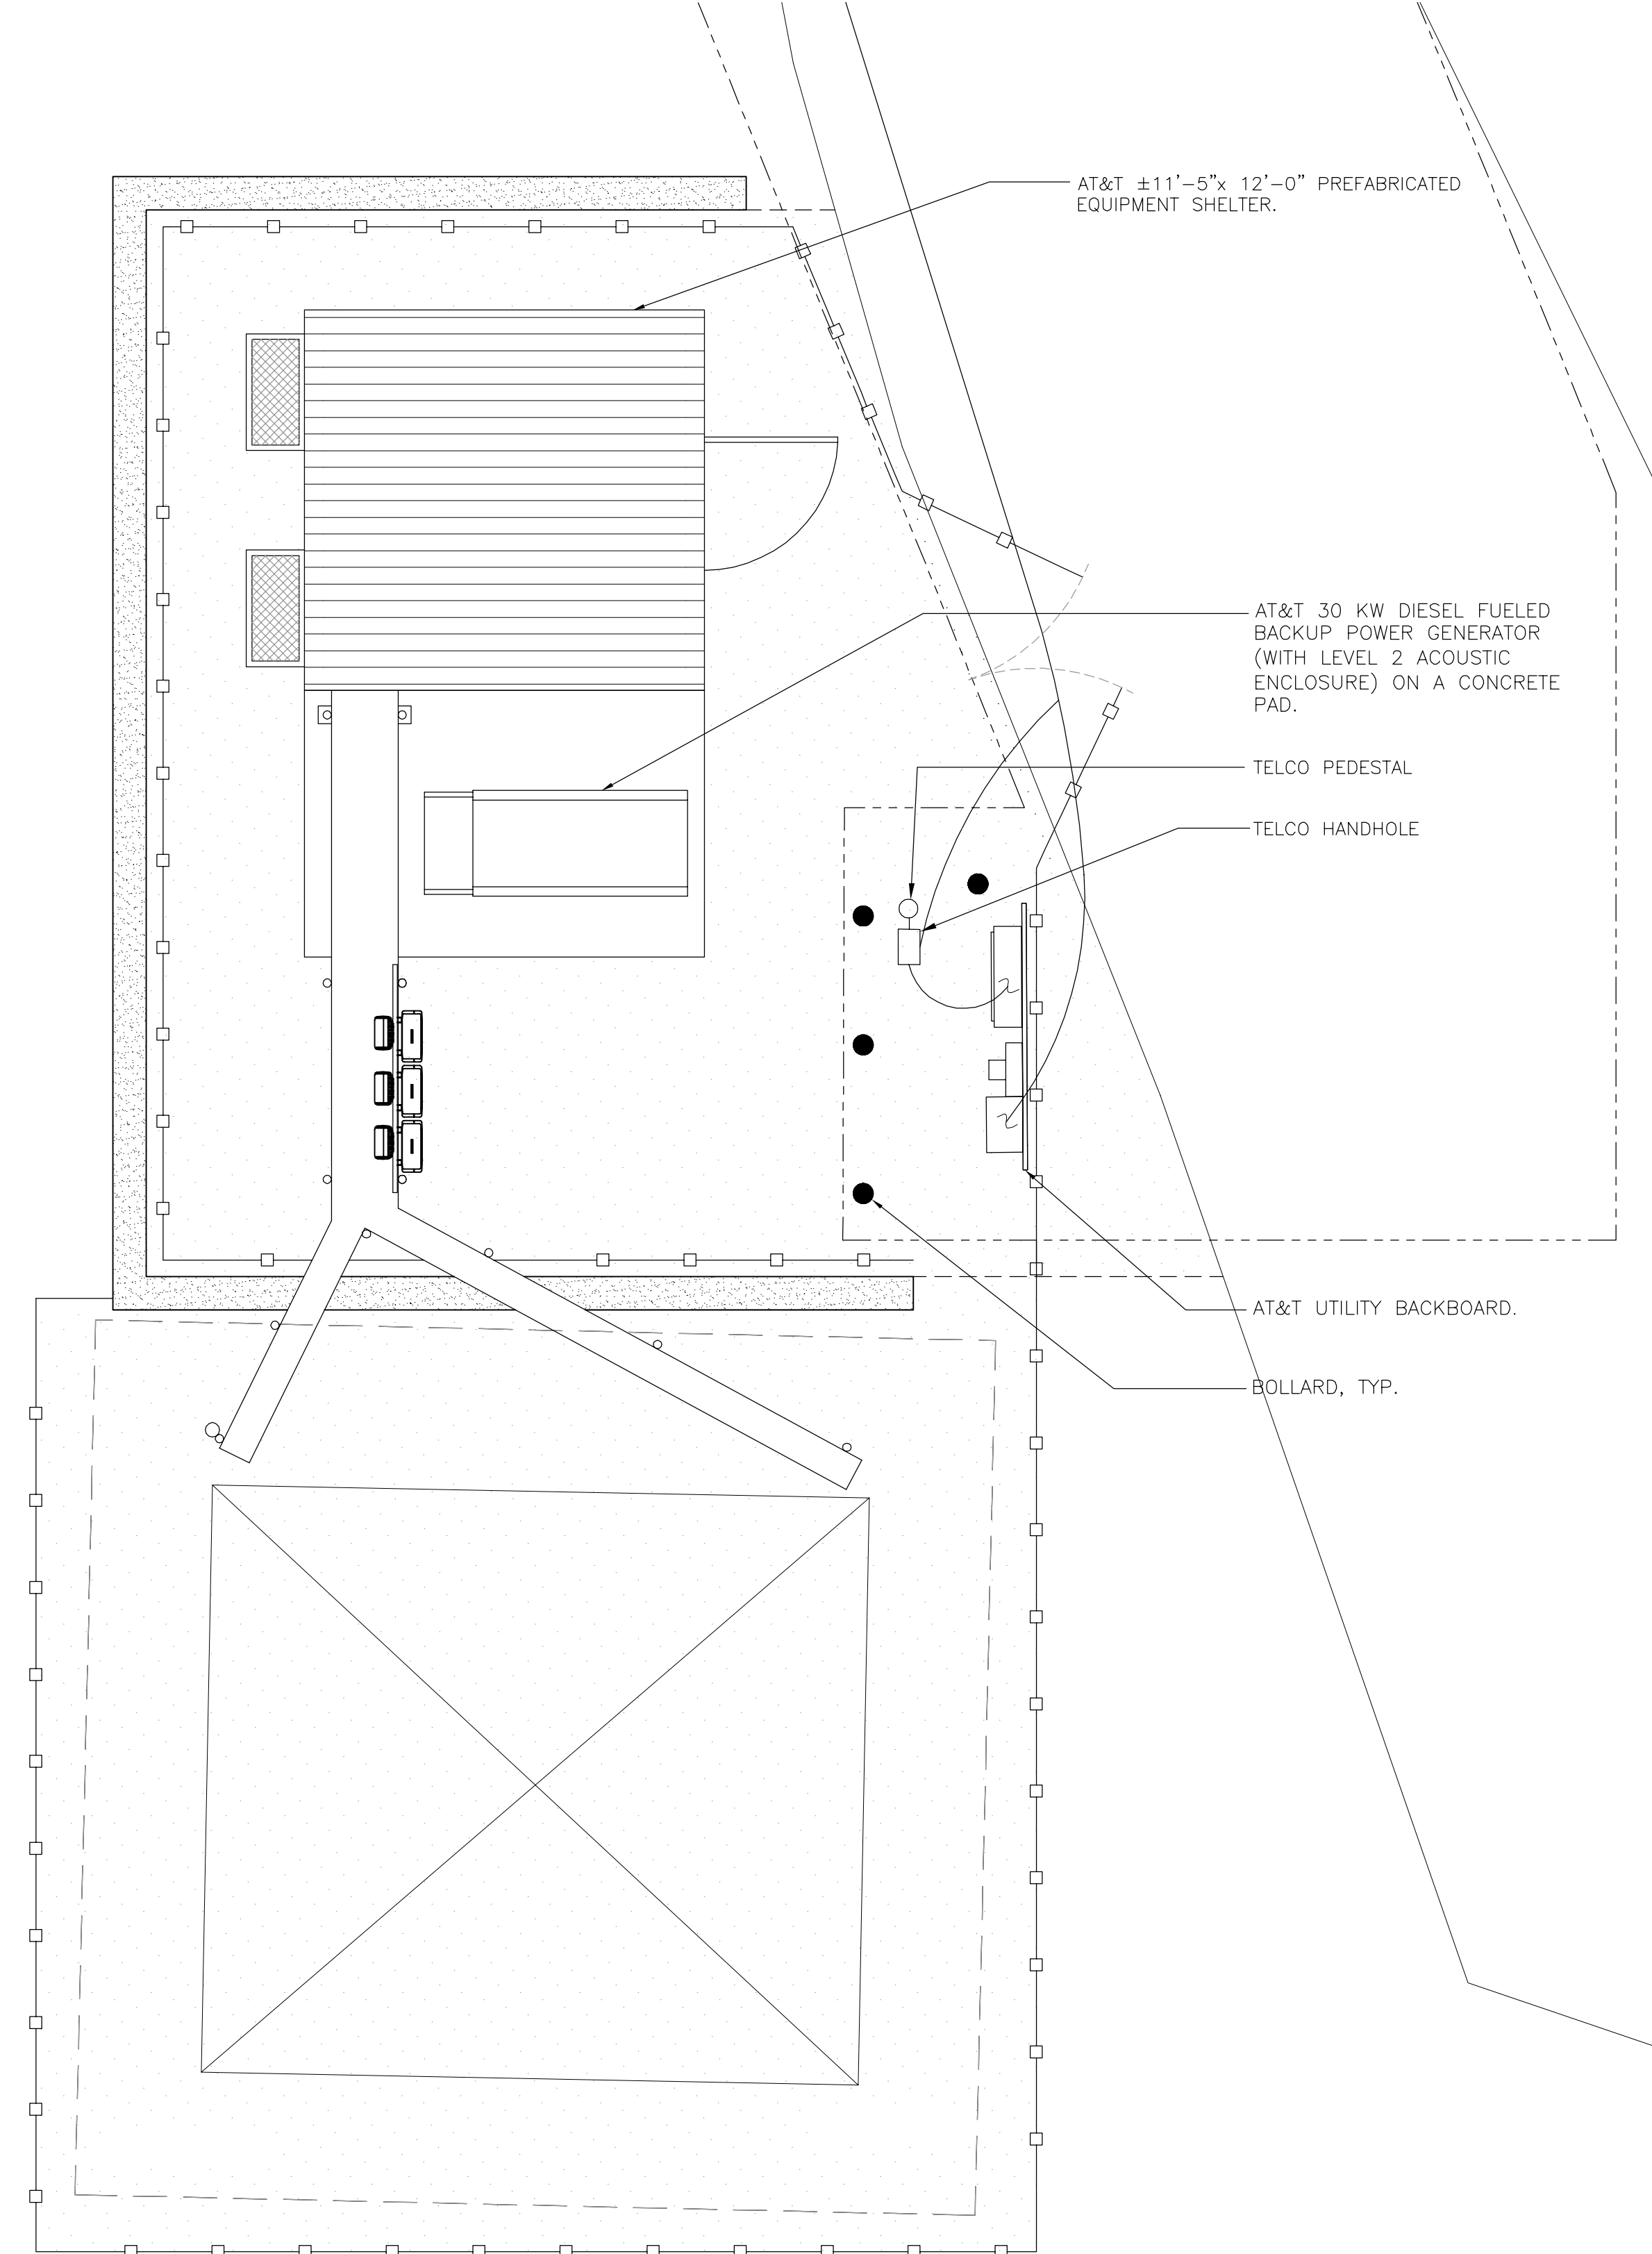 AT&T ±11'-5"x 12'-0" PREFABRICATED
EQUIPMENT SHELTER.
AT&T 30 KW DIESEL FUELED
BACKUP POWER GENERATOR
(WITH LEVEL 2 ACOUSTIC
ENCLOSURE) ON A CONCRETE
PAD.
TELCO PEDESTAL
TELCO HANDHOLE
AT&T UTILITY BACKBOARD.
BOLLARD, TYP.